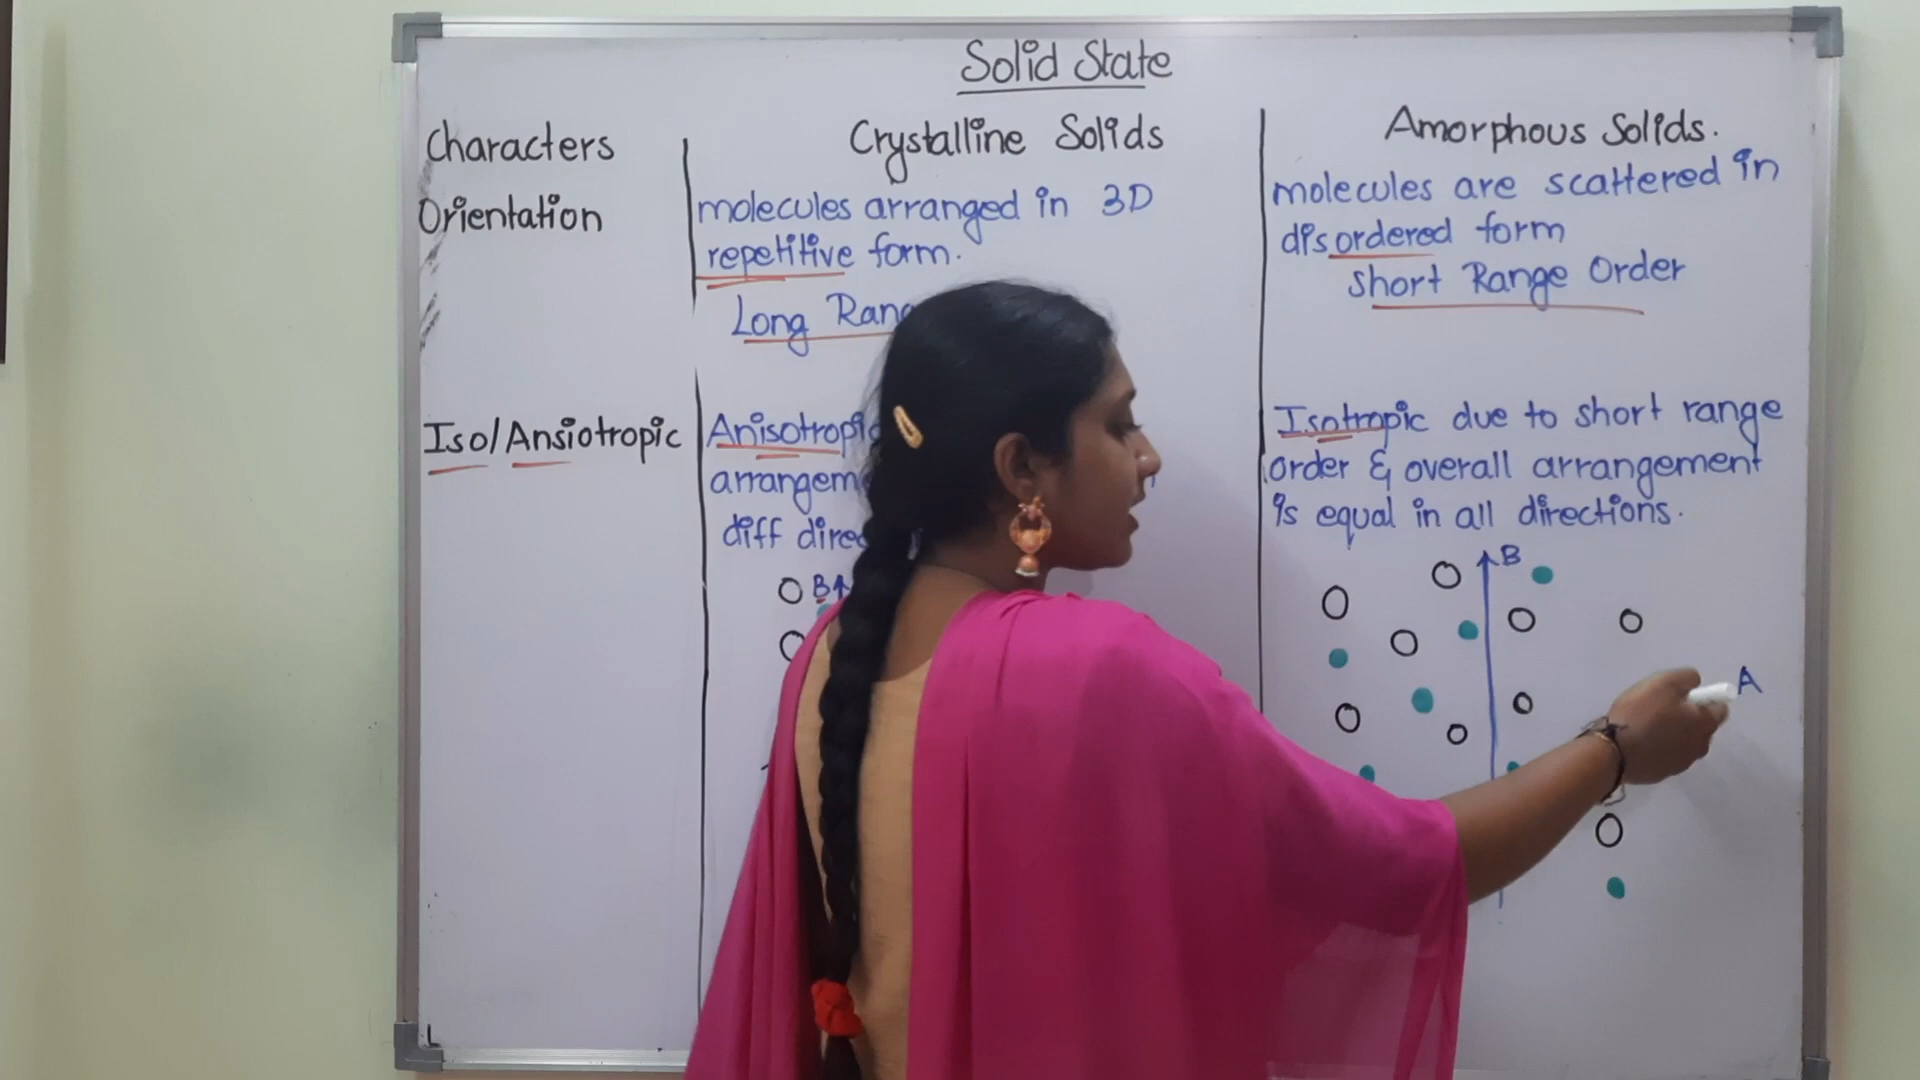 Solid State
Characters
Crystalline Solids
Amorphous Solids.
Orientation
molecules arranged in 3D
repetitive form.
Long
molecules are scattered in
disordered form
Short Range Order
Iso/Ansiotropic
diff
Isotropic due to short range
order & overall arrangement
is equal in all directions.
B
B
A